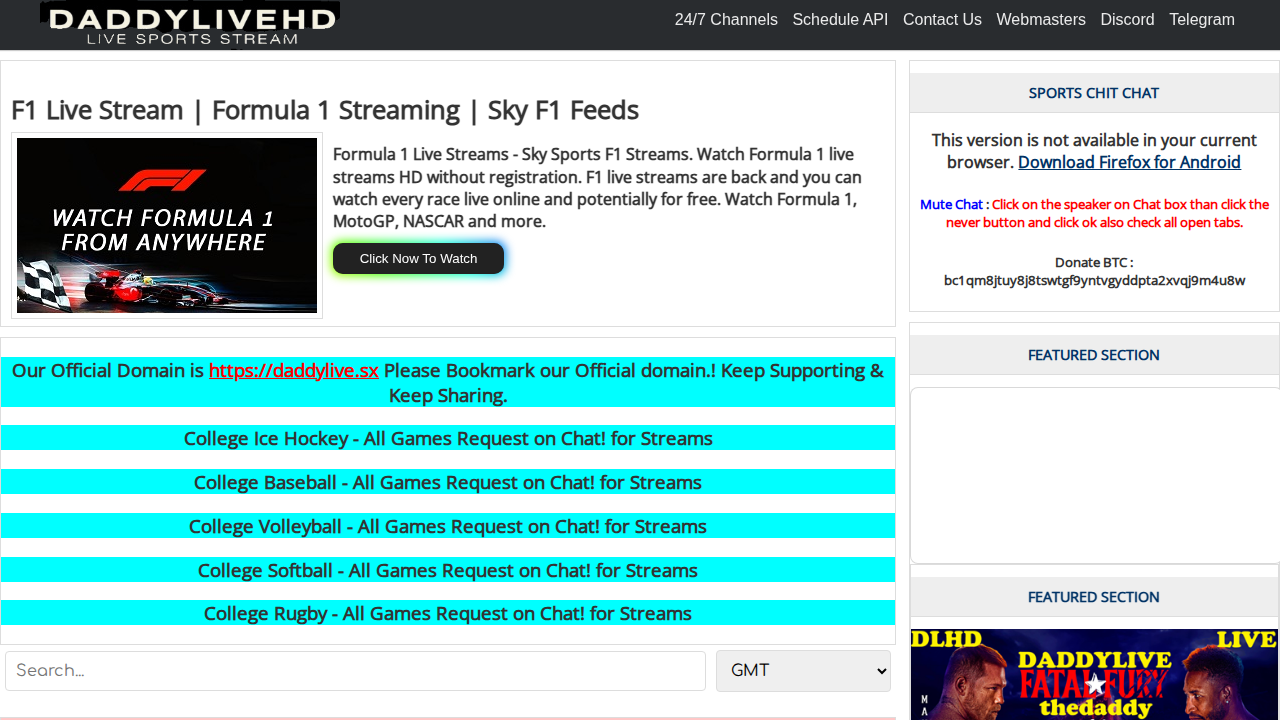 DADDYLIVEHD
LIVE SPORTS STREAM
24/7 Channels Schedule API Contact Us Webmasters Discord Telegram
F1 Live Stream | Formula 1 Streaming | Sky F1 Feeds
WATCH FORMULA 1
FROM ANYWHERE
Formula 1 Live Streams - Sky Sports F1 Streams. Watch Formula 1 live
streams HD without registration. F1 live streams are back and you can
watch every race live online and potentially for free. Watch Formula 1,
MotoGP, NASCAR and more.
Click Now To Watch
Our Official Domain is https://daddylive.sx Please Bookmark our Official domain.! Keep Supporting &
Keep Sharing.
College Ice Hockey - All Games Request on Chat! for Streams
College Baseball - All Games Request on Chat! for Streams
College Volleyball - All Games Request on Chat! for Streams
College Softball - All Games Request on Chat! for Streams
College Rugby - All Games Request on Chat! for Streams
Search...
GMT
SPORTS CHIT CHAT
This version is not available in your current
browser. Download Firefox for Android
Mute Chat : Click on the speaker on Chat box than click the
never button and click ok also check all open tabs.
Donate BTC :
bc1qm8jtuy8j8tswtgf9yntvgyddpta2xvqj9m4u8w
FEATURED SECTION
FEATURED SECTION
DLHD LIVE
DADDYLIVE
FATAL FURY
thedaddy